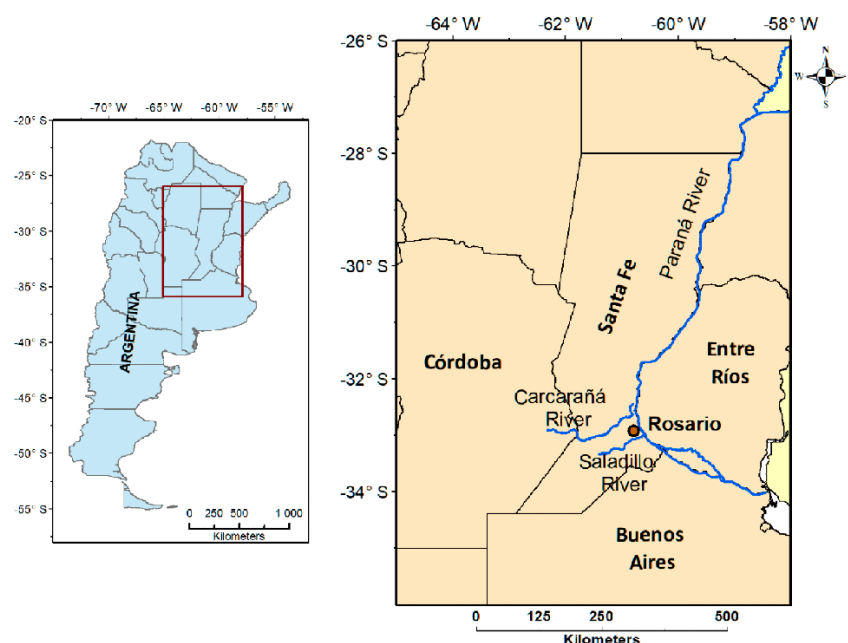 -70° W -65° W -60° W -55° W
-20° S
-25° S
-30° S
-35° S
-40° S
-45° S
-50° S
-55° S
ARGENTINA
0 250 500 1 000
Kilometers
-64° W -62° W -60° W -58° W
-26° S
-28° S
-30° S
-32° S
-34° S
N
W
S
Paraná River
Santa Fe
Córdoba
Entre
Ríos
Carcarañá
River
Rosario
Saladillo
River
Buenos
Aires
0 125 250 500
Kilometers